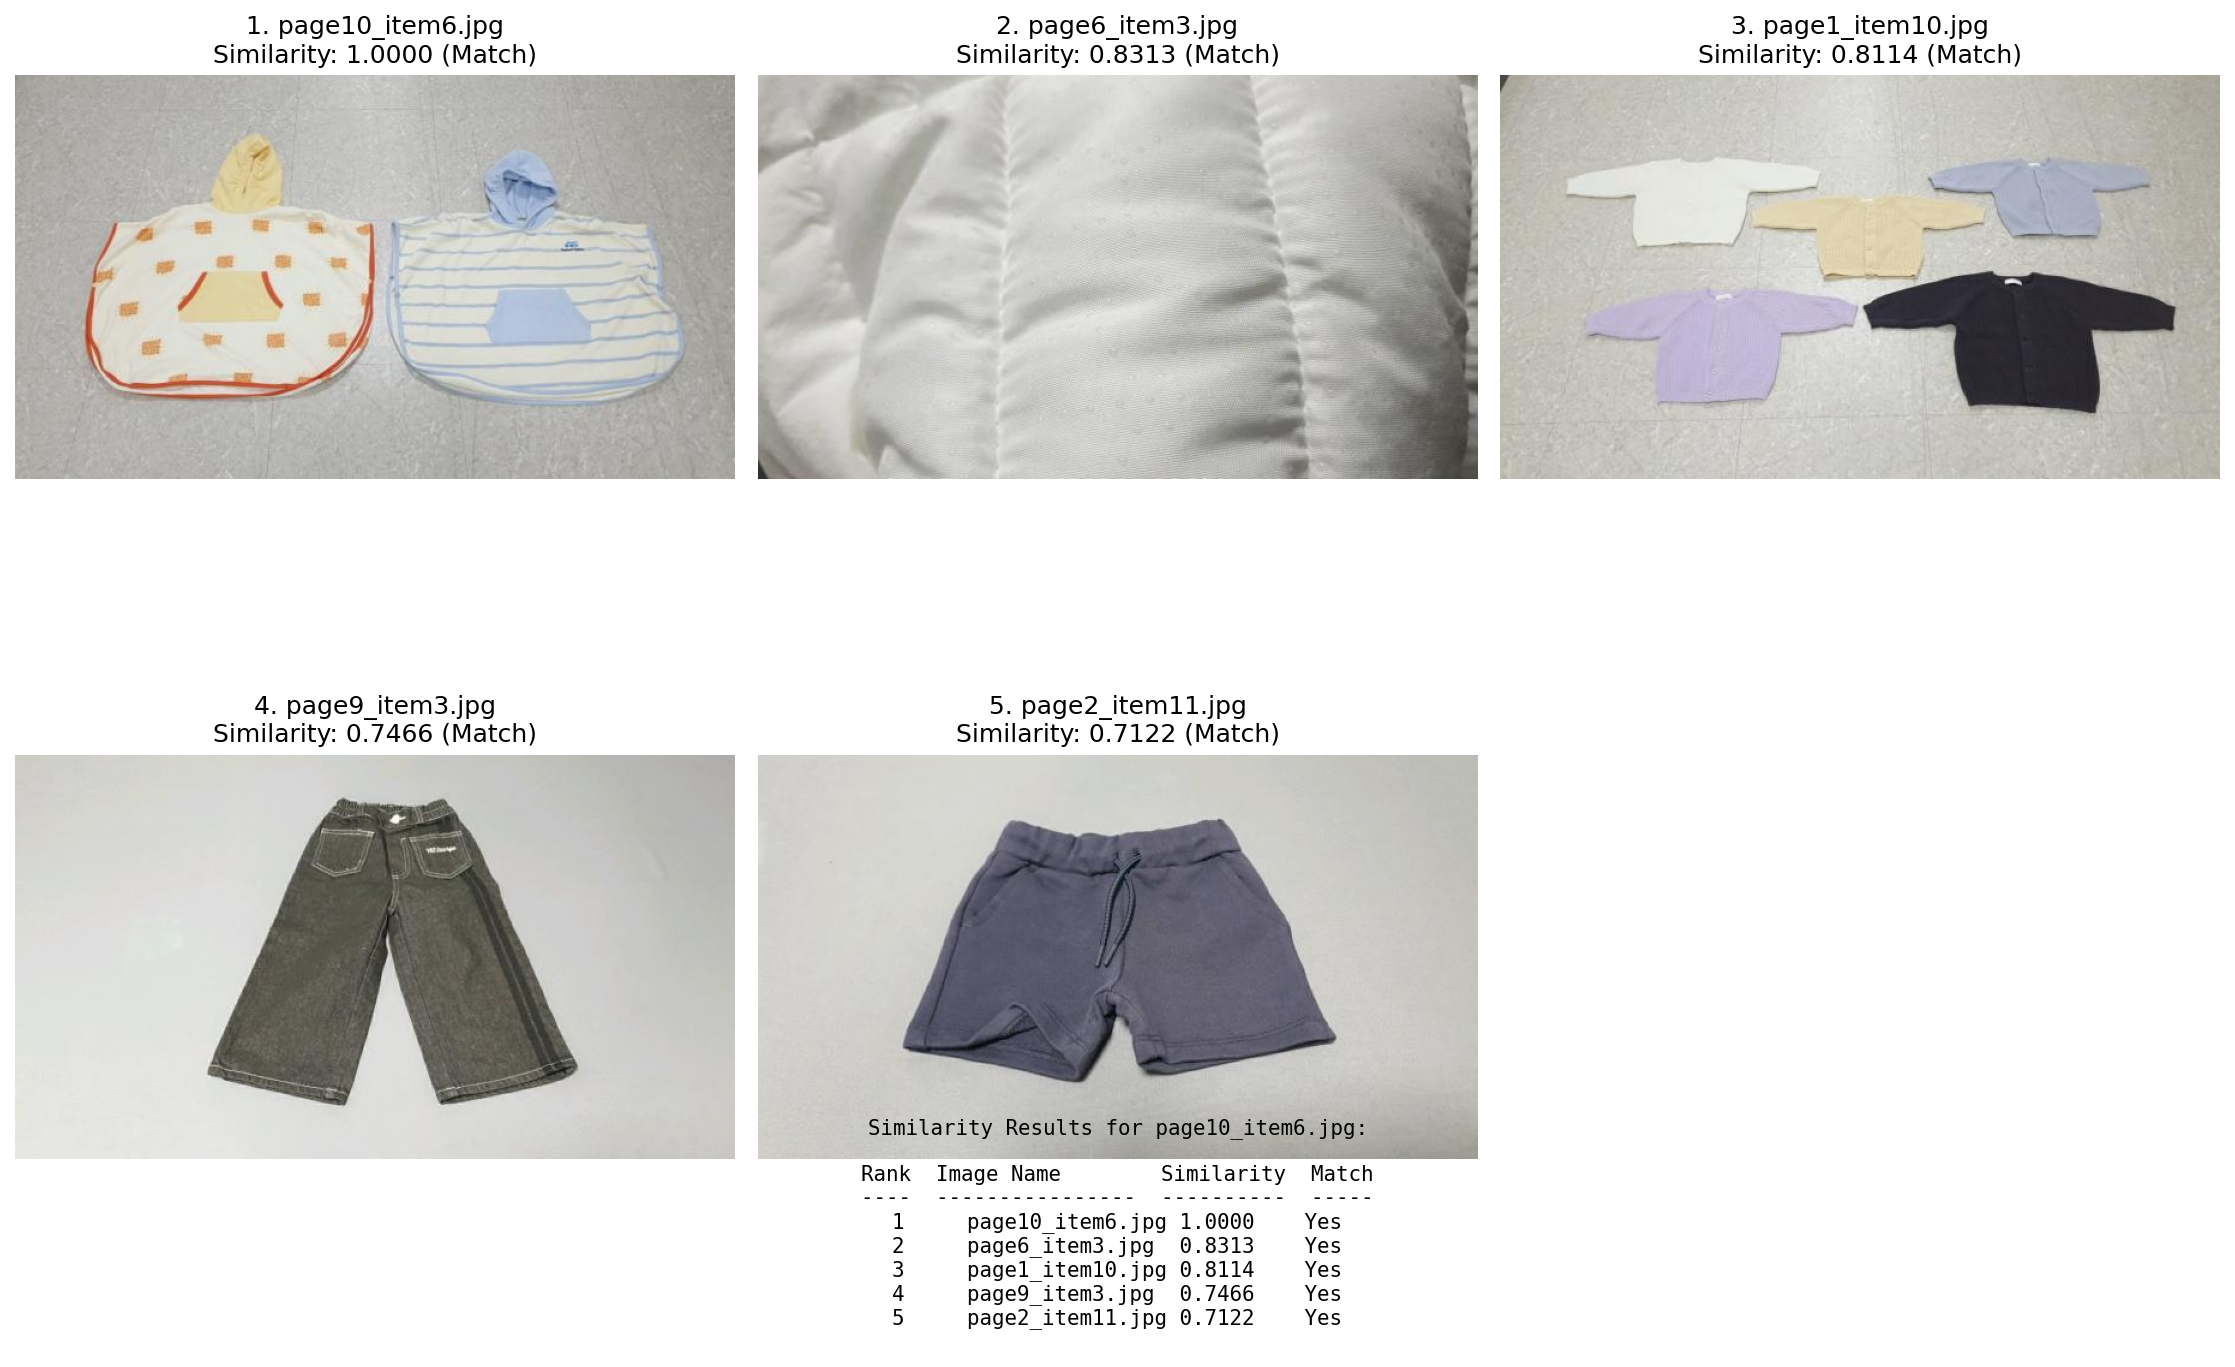 1. page10_item6.jpg
Similarity: 1.0000 (Match)
2. page6_item3.jpg
Similarity: 0.8313 (Match)
3. page1_item10.jpg
Similarity: 0.8114 (Match)
4. page9_item3.jpg
Similarity: 0.7466 (Match)
5. page2_item11.jpg
Similarity: 0.7122 (Match)
Similarity Results for page10_item6.jpg:
Rank  Image Name        Similarity  Match
----  ----------------  ----------  -----
1     page10_item6.jpg 1.0000    Yes
2     page6_item3.jpg  0.8313    Yes
3     page1_item10.jpg 0.8114    Yes
4     page9_item3.jpg  0.7466    Yes
5     page2_item11.jpg 0.7122    Yes